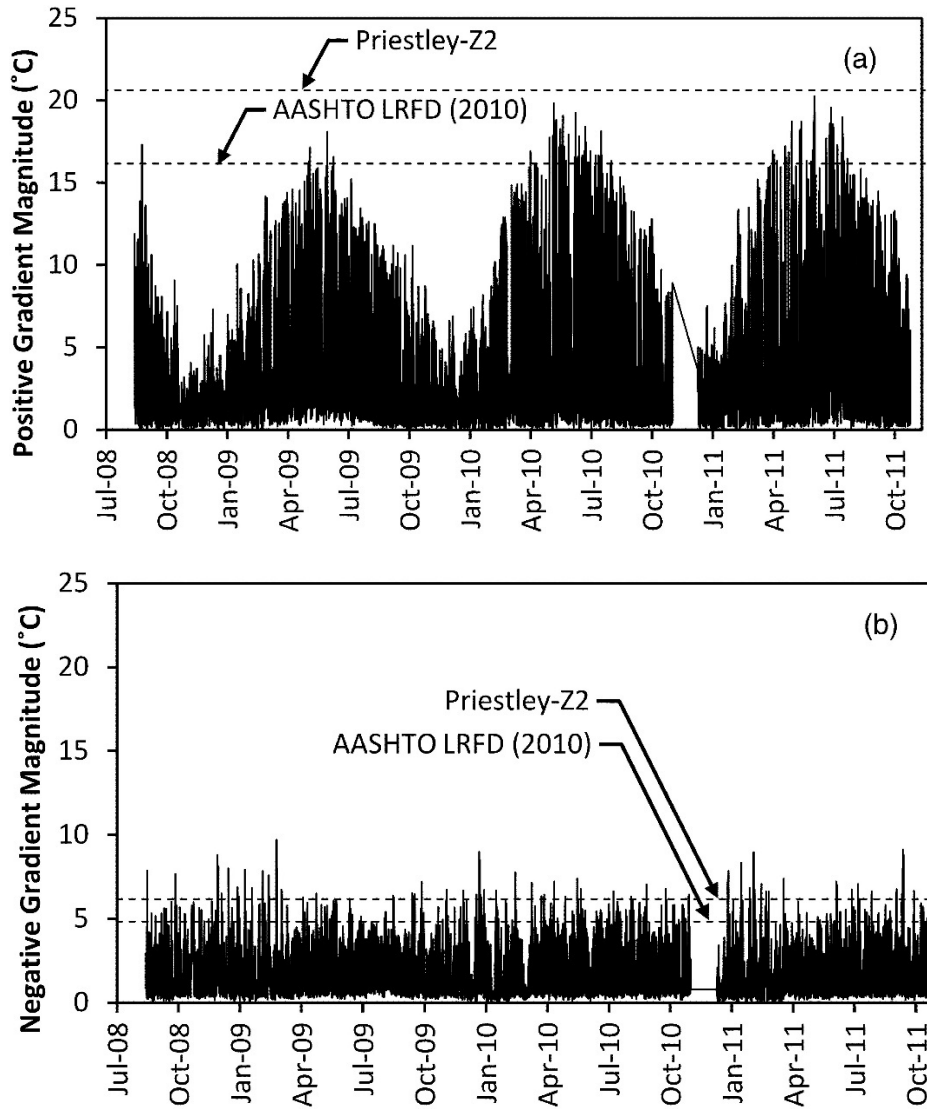 25
20
15
10
5
0
Positive Gradient Magnitude (˚C)
Priestley-Z2
AASHTO LRFD (2010)
(a)
Jul-08
Oct-08
Jan-09
Apr-09
Jul-09
Oct-09
Jan-10
Apr-10
Jul-10
Oct-10
Jan-11
Apr-11
Jul-11
Oct-11
25
20
15
10
5
0
Negative Gradient Magnitude (˚C)
(b)
Priestley-Z2
AASHTO LRFD (2010)
Jul-08
Oct-08
Jan-09
Apr-09
Jul-09
Oct-09
Jan-10
Apr-10
Jul-10
Oct-10
Jan-11
Apr-11
Jul-11
Oct-11